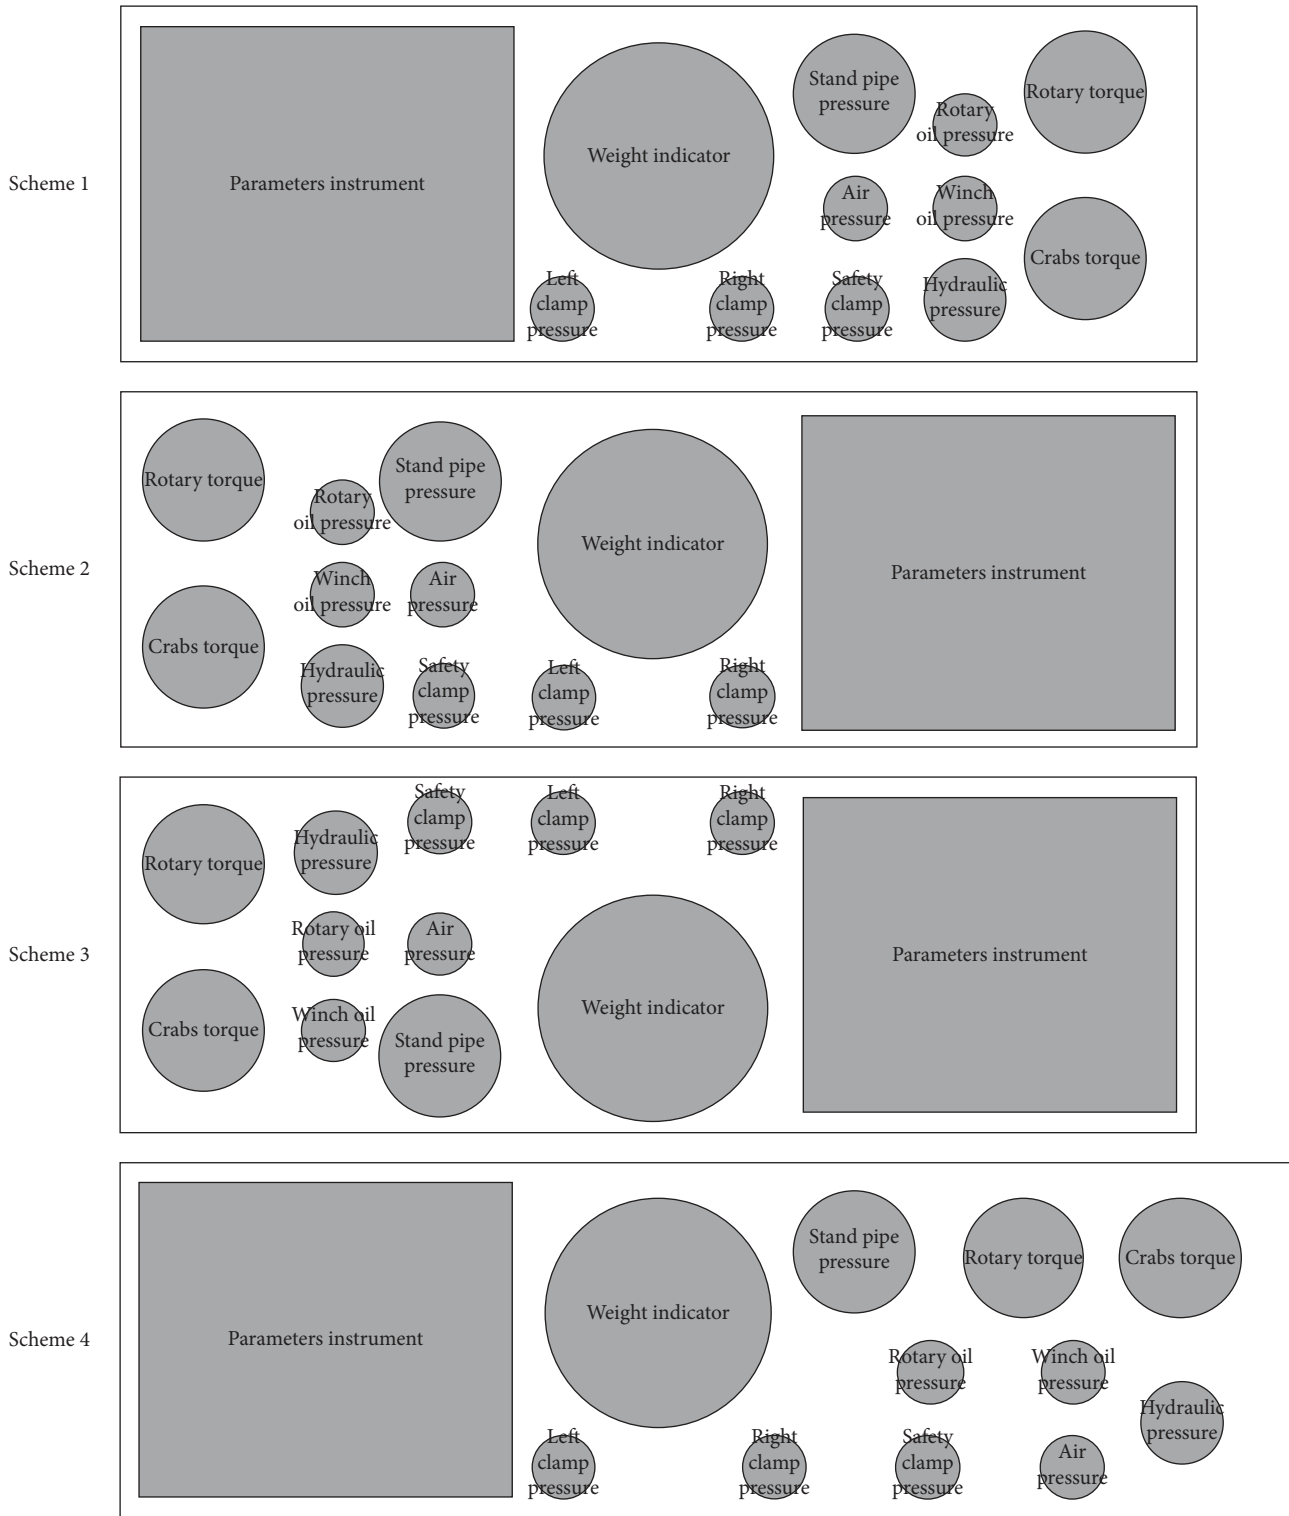 Scheme 1
Parameters instrument
Weight indicator
Stand pipe
pressure
Rotary
oil pressure
Rotary torque
Air
pressure
Winch
oil pressure
Crabs torque
Left
clamp
pressure
Right
clamp
pressure
Safety
clamp
pressure
Hydraulic
pressure
Scheme 2
Rotary torque
Rotary
oil pressure
Stand pipe
pressure
Weight indicator
Parameters instrument
Winch
oil pressure
Air
pressure
Crabs torque
Hydraulic
pressure
Safety
clamp
pressure
Left
clamp
pressure
Right
clamp
pressure
Scheme 3
Rotary torque
Hydraulic
pressure
Safety
clamp
pressure
Left
clamp
pressure
Right
clamp
pressure
Rotary oil
pressure
Air
pressure
Parameters instrument
Crabs torque
Winch oil
pressure
Stand pipe
pressure
Weight indicator
Scheme 4
Parameters instrument
Weight indicator
Stand pipe
pressure
Rotary torque
Crabs torque
Rotary oil
pressure
Winch oil
pressure
Hydraulic
pressure
Left
clamp
pressure
Right
clamp
pressure
Safety
clamp
pressure
Air
pressure